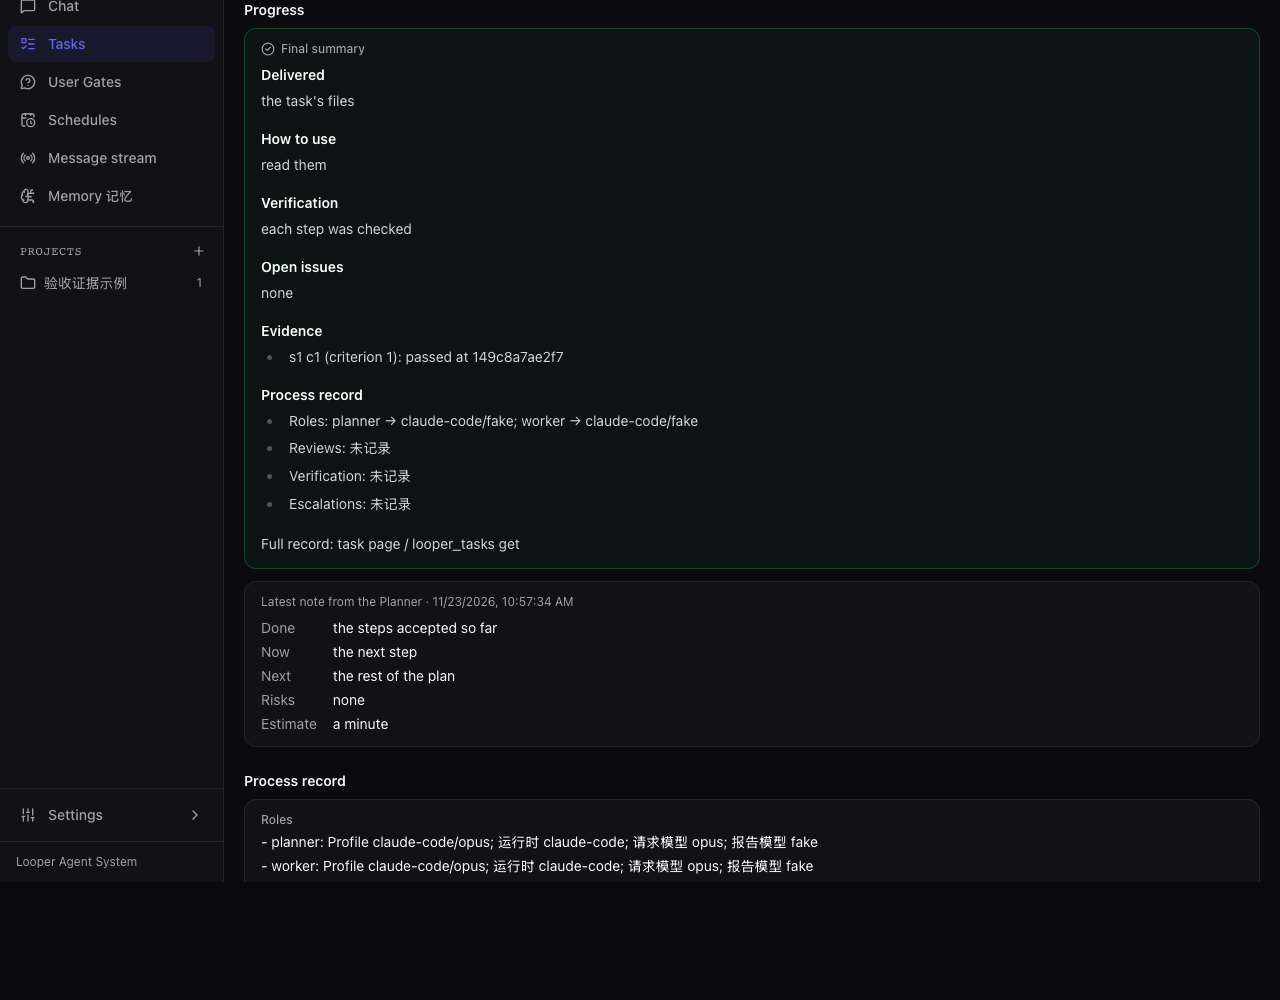 Chat
Tasks
User Gates
Schedules
Message stream
Memory 记忆
PROJECTS
验收证据示例 1
Settings
Looper Agent System
Progress
Final summary
Delivered
the task's files
How to use
read them
Verification
each step was checked
Open issues
none
Evidence
s1 c1 (criterion 1): passed at 149c8a7ae2f7
Process record
Roles: planner → claude-code/fake; worker → claude-code/fake
Reviews: 未记录
Verification: 未记录
Escalations: 未记录
Full record: task page / looper_tasks get
Latest note from the Planner · 11/23/2026, 10:57:34 AM
Done the steps accepted so far
Now the next step
Next the rest of the plan
Risks none
Estimate a minute
Process record
Roles
- planner: Profile claude-code/opus; 运行时 claude-code; 请求模型 opus; 报告模型 fake
- worker: Profile claude-code/opus; 运行时 claude-code; 请求模型 opus; 报告模型 fake